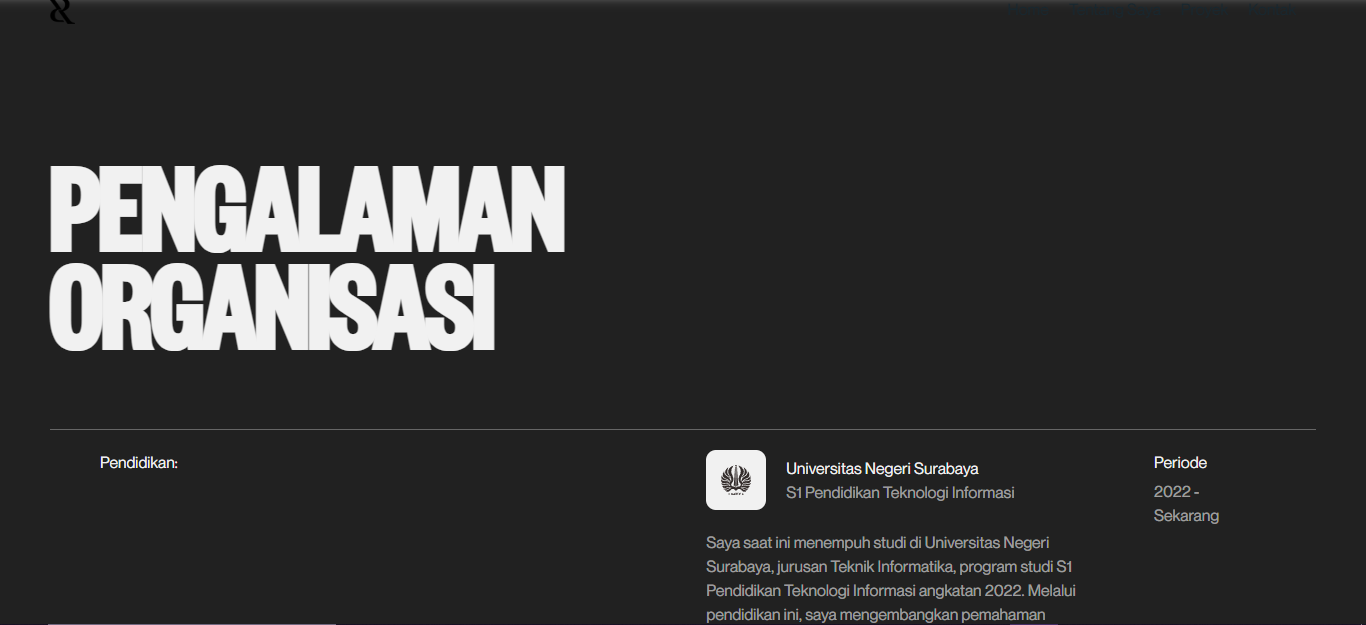 &
PENGALAMAN
ORGANISASI
Pendidikan:
Universitas Negeri Surabaya
S1 Pendidikan Teknologi Informasi
Periode
2022 -
Sekarang
Saya saat ini menempuh studi di Universitas Negeri
Surabaya, jurusan Teknik Informatika, program studi S1
Pendidikan Teknologi Informasi angkatan 2022. Melalui
pendidikan ini, saya mengembangkan pemahaman